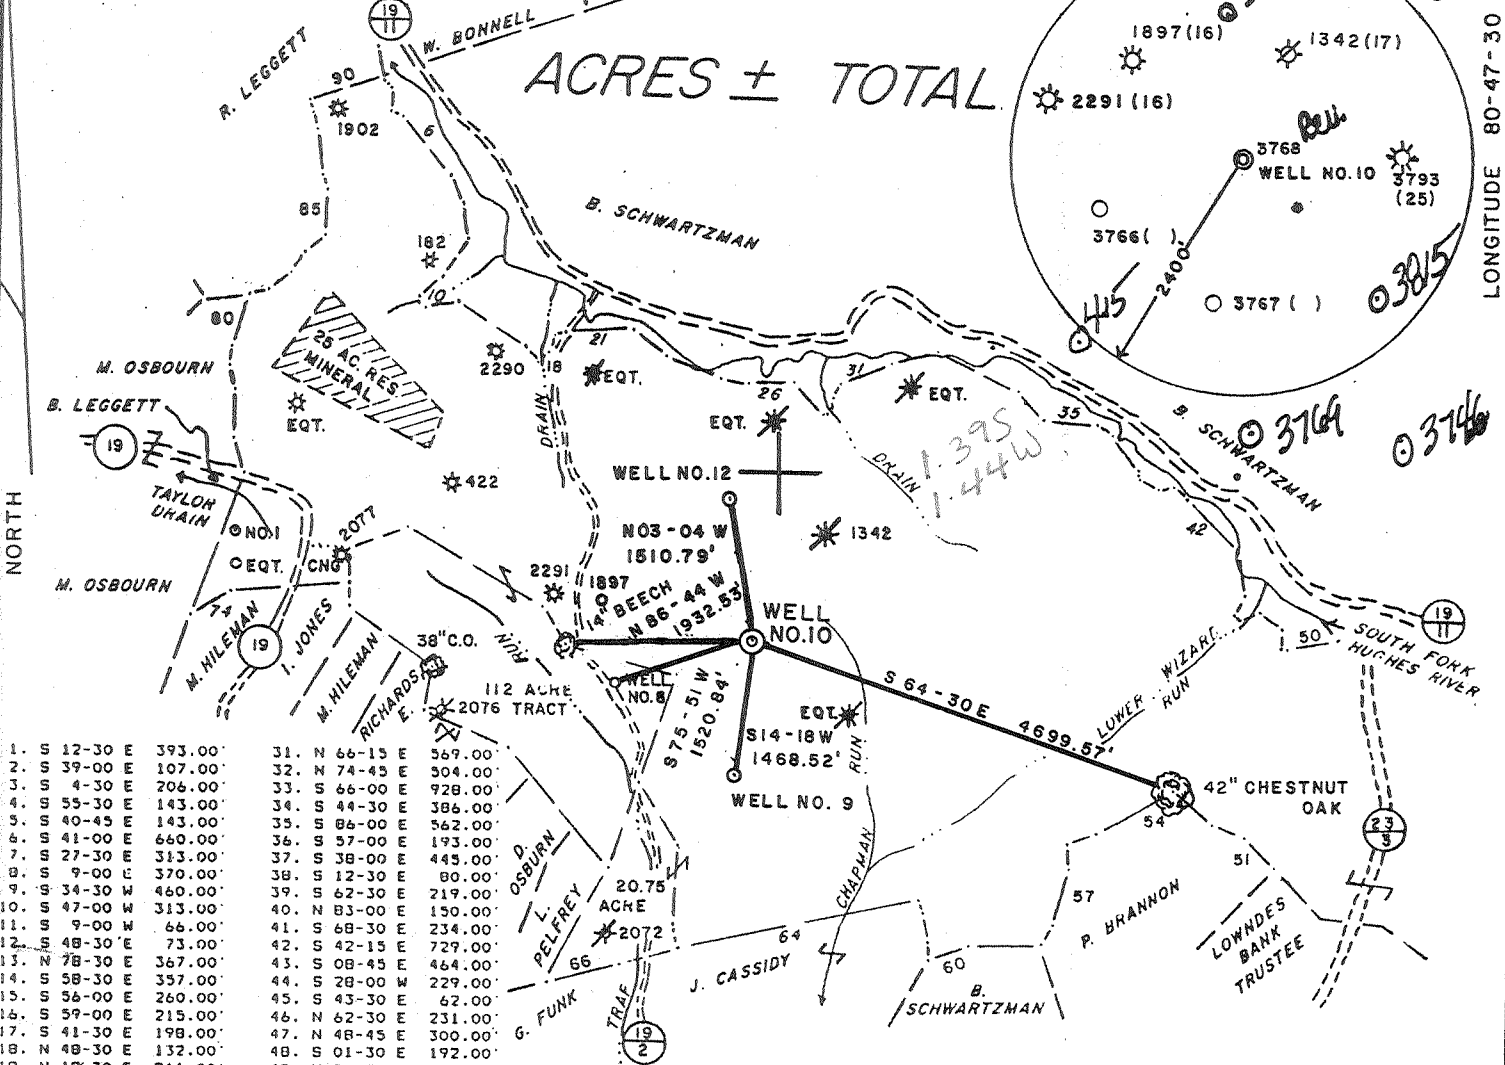 19
11
W. BONNELL
R. LEGGETT
90
1902
6
ACRES ± TOTAL
1897(16)
1342(17)
2291(16)
3768
WELL NO.10
3793
(25)
3766( )
2400'
3767 ( )
3815
415
3769
3746
LONGITUDE 80-47-30
85
182
10
80
B. SCHWARTZMAN
25 AC. RES
MINERAL
M. OSBOURN
B. LEGGETT
19
TAYLOR
DRAIN
NO.1
EQT.
CNG
2077
M. OSBOURN
NORTH
EQT.
422
2290
18
21
DRAIN
EQT.
26
EQT.
31
EQT.
35
B. SCHWARTZMAN
1.39S
1.44W
DRAIN
42
WELL NO.12
N03-04 W
1510.79'
1342
2291
1897
14" BEECH
N 86-44 W
1932.53'
WELL
NO.10
74
M. HILEMAN
19
I. JONES
M. HILEMAN
RICHARDS
E.
38"C.O.
RUN
112 ACRE
2076 TRACT
WELL
NO.8
S 75-51 W
1520.84'
S14-18W
1468.52'
WELL NO. 9
EQT.
RUN
CHAPMAN
S 64-30 E 4699.57'
LOWER WIZARD
RUN
50
SOUTH FORK
HUGHES RIVER
19
11
42" CHESTNUT
OAK
54
51
57
23
3
P. BRANNON
LOWNDES
BANK
TRUSTEE
60
B.
SCHWARTZMAN
64
J. CASSIDY
66
G. FUNK
D.
OSBURN
L.
PELFREY
20.75
ACRE
2072
19
2
1. S 12-30 E 393.00'
2. S 39-00 E 107.00'
3. S 4-30 E 206.00'
4. S 55-30 E 143.00'
5. S 40-45 E 143.00'
6. S 41-00 E 660.00'
7. S 27-30 E 313.00'
8. S 9-00 E 370.00'
9. S 34-30 W 460.00'
10. S 47-00 W 313.00'
11. S 9-00 W 66.00'
12. S 48-30 E 73.00'
13. N 78-30 E 367.00'
14. S 58-30 E 357.00'
15. S 56-00 E 260.00'
16. S 59-00 E 215.00'
17. S 41-30 E 198.00'
18. N 48-30 E 132.00'
31. N 66-15 E 569.00'
32. N 74-45 E 504.00'
33. S 66-00 E 928.00'
34. S 44-30 E 386.00'
35. S 86-00 E 562.00'
36. S 57-00 E 193.00'
37. S 38-00 E 445.00'
38. S 12-30 E 80.00'
39. S 62-30 E 219.00'
40. N 83-00 E 150.00'
41. S 68-30 E 234.00'
42. S 42-15 E 729.00'
43. S 08-45 E 464.00'
44. S 28-00 W 229.00'
45. S 43-30 E 62.00'
46. N 62-30 E 231.00'
47. N 48-45 E 300.00'
48. S 01-30 E 192.00'